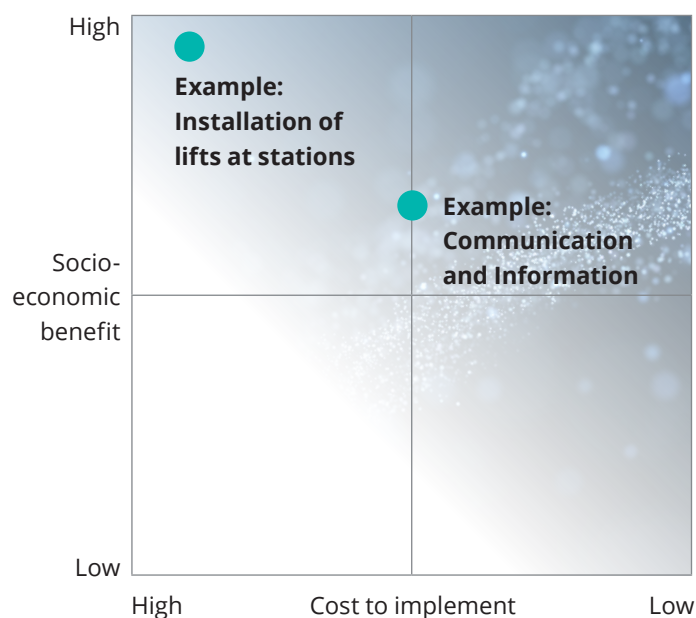 High
Example:
Installation of
lifts at stations
Example:
Communication
and Information
Socio-
economic
benefit
Low
High Cost to implement Low